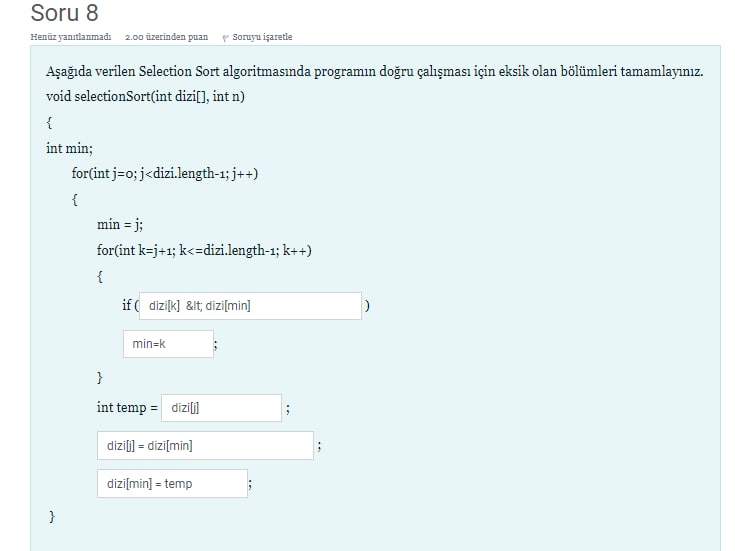 Soru 8
Henüz yanıtlanmadı 2.00 üzerinden puan Soruyu işaretle
Aşağıda verilen Selection Sort algoritmasında programın doğru çalışması için eksik olan bölümleri tamamlayınız.
void selectionSort(int dizi[], int n)
{
int min;
for(int j=0; j<dizi.length-1; j++)
{
min = j;
for(int k=j+1; k<=dizi.length-1; k++)
{
if ( dizi[k] &lt; dizi[min] )
min=k ;
}
int temp = dizi[j] ;
dizi[j] = dizi[min] ;
dizi[min] = temp ;
}